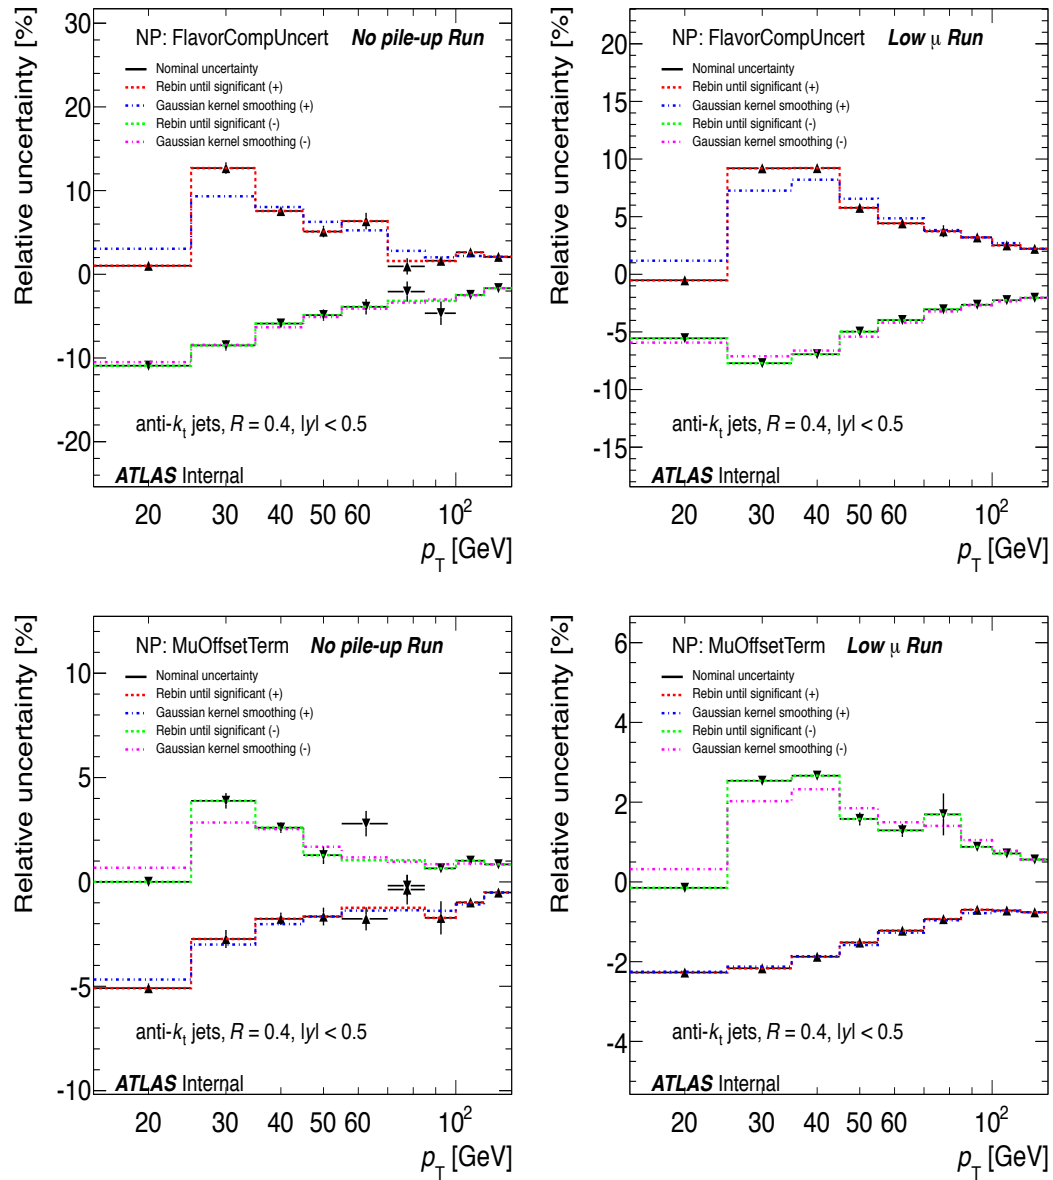 Relative uncertainty [%]
NP: FlavorCompUncert No pile-up Run
Nominal uncertainty
Rebin until significant (+)
Gaussian kernel smoothing (+)
Rebin until significant (-)
Gaussian kernel smoothing (-)
30
20
10
0
-10
-20
anti-kt jets, R = 0.4, |y| < 0.5
ATLAS Internal
20 30 40 50 60 10²
pT [GeV]
Relative uncertainty [%]
NP: FlavorCompUncert Low μ Run
Nominal uncertainty
Rebin until significant (+)
Gaussian kernel smoothing (+)
Rebin until significant (-)
Gaussian kernel smoothing (-)
20
15
10
5
0
-5
-10
-15
anti-kt jets, R = 0.4, |y| < 0.5
ATLAS Internal
20 30 40 50 60 10²
pT [GeV]
Relative uncertainty [%]
NP: MuOffsetTerm No pile-up Run
Nominal uncertainty
Rebin until significant (+)
Gaussian kernel smoothing (+)
Rebin until significant (-)
Gaussian kernel smoothing (-)
10
5
0
-5
-10
anti-kt jets, R = 0.4, |y| < 0.5
ATLAS Internal
20 30 40 50 60 10²
pT [GeV]
Relative uncertainty [%]
NP: MuOffsetTerm Low μ Run
Nominal uncertainty
Rebin until significant (+)
Gaussian kernel smoothing (+)
Rebin until significant (-)
Gaussian kernel smoothing (-)
6
4
2
0
-2
-4
anti-kt jets, R = 0.4, |y| < 0.5
ATLAS Internal
20 30 40 50 60 10²
pT [GeV]